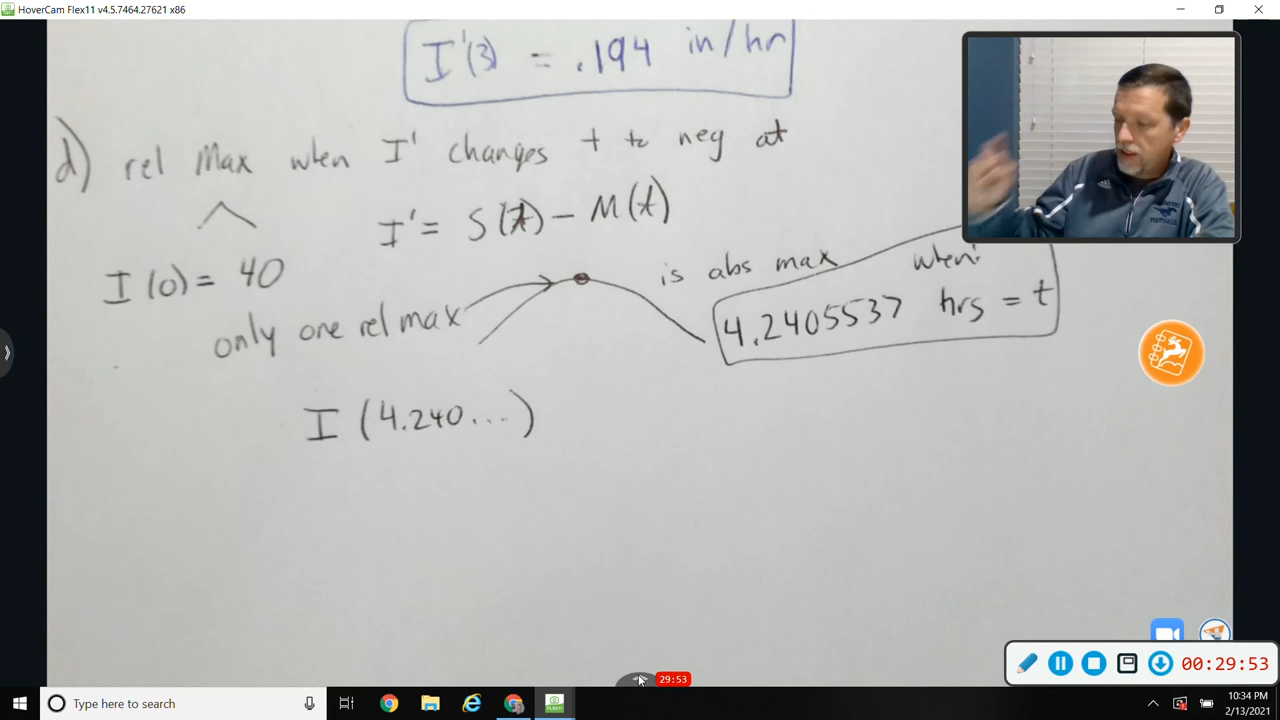 HoverCam Flex11 v4.5.7464.27621 x86
I'(3) = .194 in/hr
d) rel Max when I' changes + to neg at
I' = S(t) - M(t)
I(0) = 40
is abs max when:
only one rel max
4.2405537 hrs = t
I(4.240...)
00:29:53
29:53
Type here to search
10:34 PM
2/13/2021